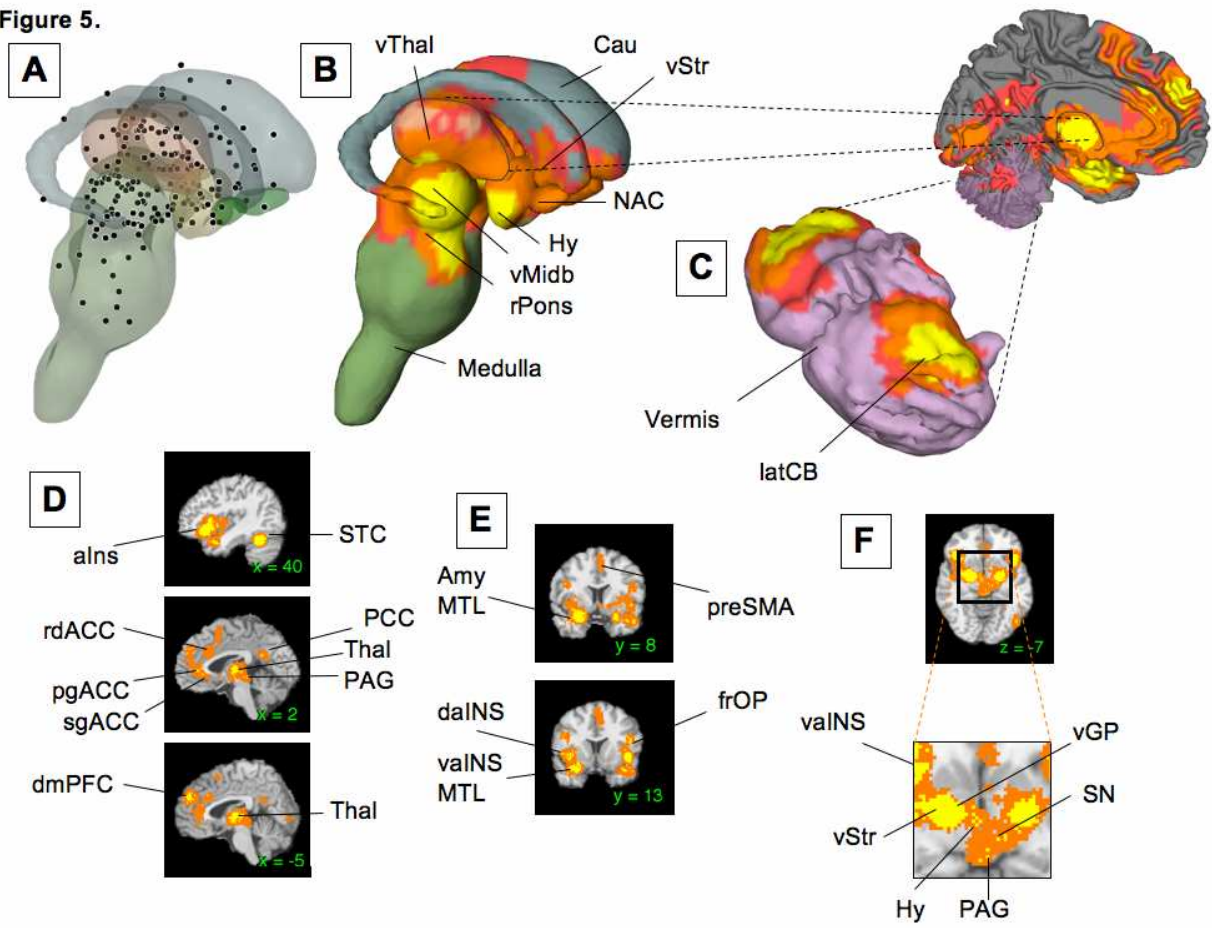 Figure 5.
A
B
vThal
Cau
vStr
NAC
Hy
vMidb
rPons
Medulla
C
Vermis
latCB
D
aIns
STC
x = 40
rdACC
PCC
Thal
pgACC
PAG
sgACC
x = 2
dmPFC
Thal
x = -5
E
Amy
MTL
preSMA
y = 8
daINS
frOP
vaINS
MTL
y = 13
F
z = -7
vaINS
vGP
SN
vStr
Hy
PAG